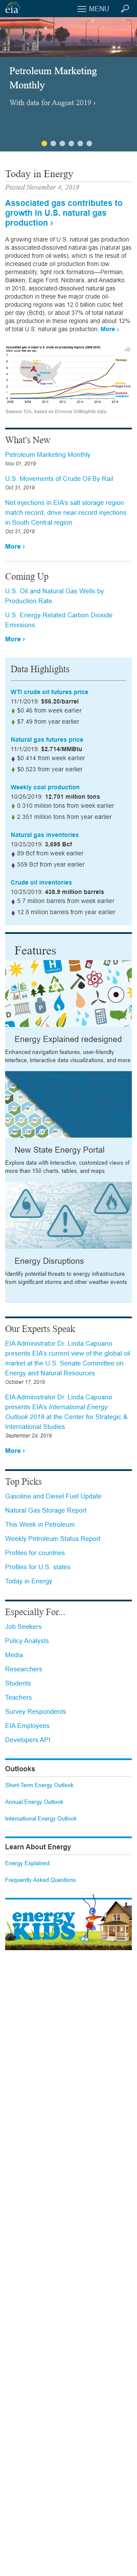 eia
MENU
Petroleum Marketing
Monthly
With data for August 2019 ›
Today in Energy
Posted November 4, 2019
Associated gas contributes to
growth in U.S. natural gas
production ›
A growing share of U.S. natural gas production is
associated-dissolved natural gas (natural gas
produced from oil wells), which is the result of
increased crude oil production from low
permeability, tight rock formations—Permian,
Bakken, Eagle Ford, Niobrara, and Anadarko. In
2018, production of associated-dissolved
natural gas in five major crude oil-producing
regions was 12.0 billion cubic feet per day
More ›
Sources: EIA, based on Enverus DrillingInfo data
What's New
Petroleum Marketing Monthly
Nov 01, 2019
U.S. Movements of Crude Oil By Rail
Oct 31, 2019
Net injections in EIA's salt storage region
match record, drive near-record injections
in South Central region
Oct 31, 2019
More ›
Coming Up
U.S. Oil and Natural Gas Wells by
Production Rate
U.S. Energy-Related Carbon Dioxide
Emissions
More ›
Data Highlights
WTI crude oil futures price
11/1/2019: $56.20/barrel
$0.46 from week earlier
$7.49 from year earlier
Natural gas futures price
11/1/2019: $2.714/MMBtu
$0.414 from week earlier
$0.523 from year earlier
Weekly coal production
10/26/2019: 12.701 million tons
0.310 million tons from week earlier
2.351 million tons from year earlier
Natural gas inventories
10/25/2019: 3,695 Bcf
89 Bcf from week earlier
559 Bcf from year earlier
Crude oil inventories
10/25/2019: 438.9 million barrels
5.7 million barrels from week earlier
12.8 million barrels from year earlier
Features
Energy Explained redesigned
Enhanced navigation features, user-friendly
interface, interactive data visualizations, and more
New State Energy Portal
Explore data with interactive, customized views of
more than 150 charts, tables, and maps
Energy Disruptions
Identify potential threats to energy infrastructure
from significant storms and other severe weather
Our Experts Speak
EIA Administrator Dr. Linda Capuano
presents EIA's current view of the global oil
market at the U.S. Senate Committee on
Energy and Natural Resources
October 17, 2019
EIA Administrator Dr. Linda Capuano
presents EIA's International Energy
Outlook 2019 at the Center for Strategic &
International Studies
September 24, 2019
More ›
Top Picks
Gasoline and Diesel Fuel Update
Natural Gas Storage Report
This Week in Petroleum
Weekly Petroleum Status Report
Profiles for countries
Profiles for U.S. states
Today in Energy
Especially For...
Job Seekers
Policy Analysts
Media
Researchers
Students
Teachers
Survey Respondents
EIA Employees
Developers API
Outlooks
Short-Term Energy Outlook
Annual Energy Outlook
International Energy Outlook
Learn About Energy
Energy Explained
Frequently Asked Questions
energy
KIDS